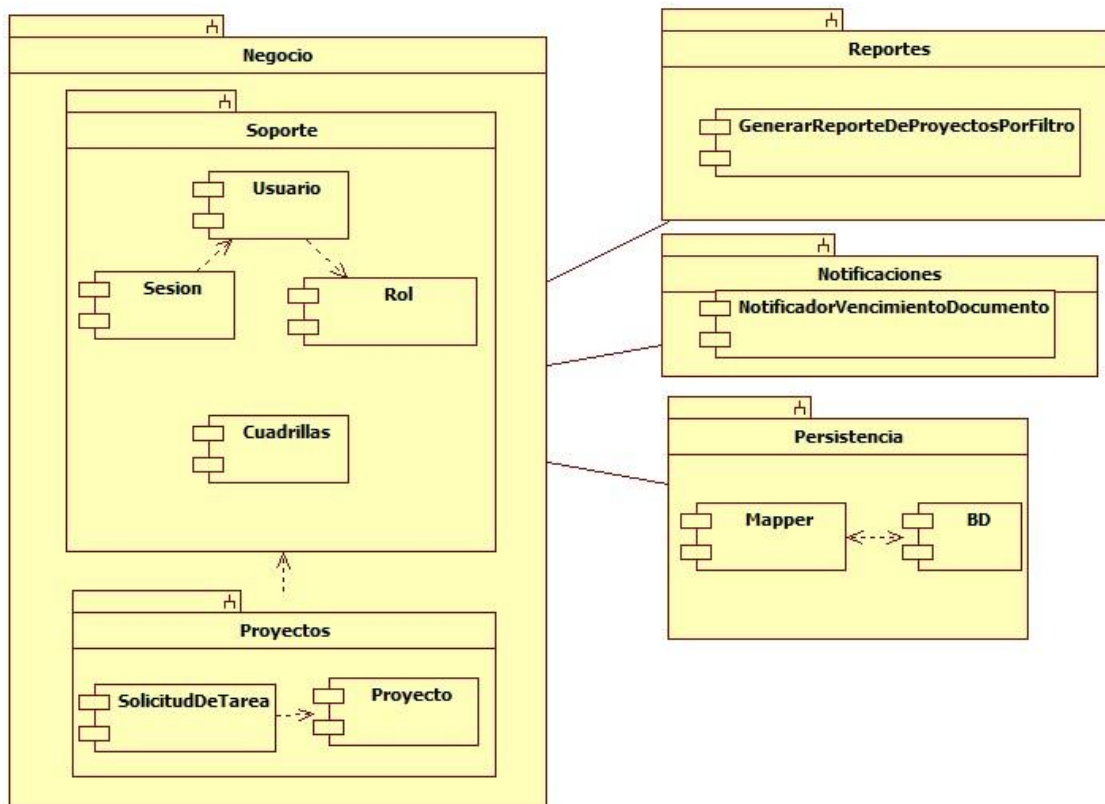 Negocio
Soporte
Usuario
Sesion
Rol
Cuadrillas
Proyectos
SolicitudDeTarea
Proyecto
Reportes
GenerarReporteDeProyectosPorFiltro
Notificaciones
NotificadorVencimientoDocumento
Persistencia
Mapper
BD